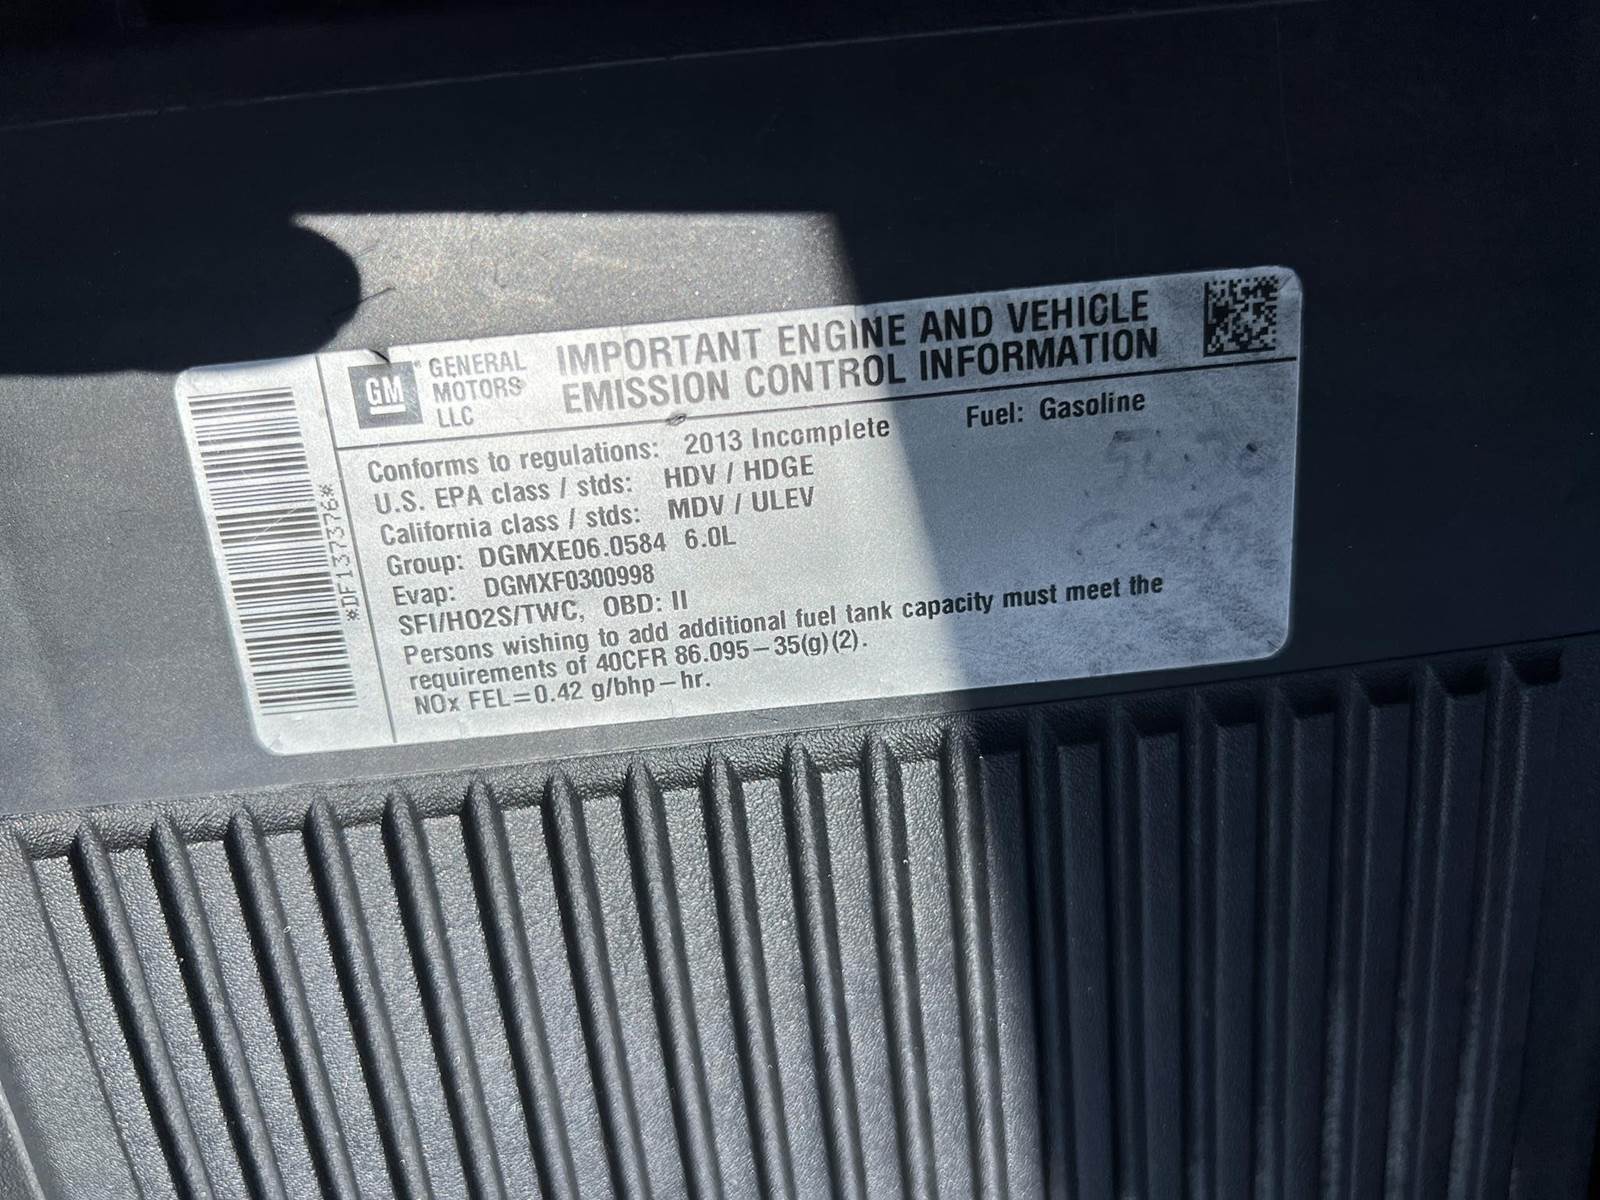 *DF137376*
GM GENERAL
MOTORS
LLC
IMPORTANT ENGINE AND VEHICLE
EMISSION CONTROL INFORMATION
Conforms to regulations: 2013 Incomplete Fuel: Gasoline
U.S. EPA class / stds: HDV / HDGE
California class / stds: MDV / ULEV
Group: DGMXE06.0584 6.0L
Evap: DGMXF0300998
SFI/HO2S/TWC, OBD: II
Persons wishing to add additional fuel tank capacity must meet the
requirements of 40CFR 86.095-35(g)(2).
NOx FEL=0.42 g/bhp-hr.